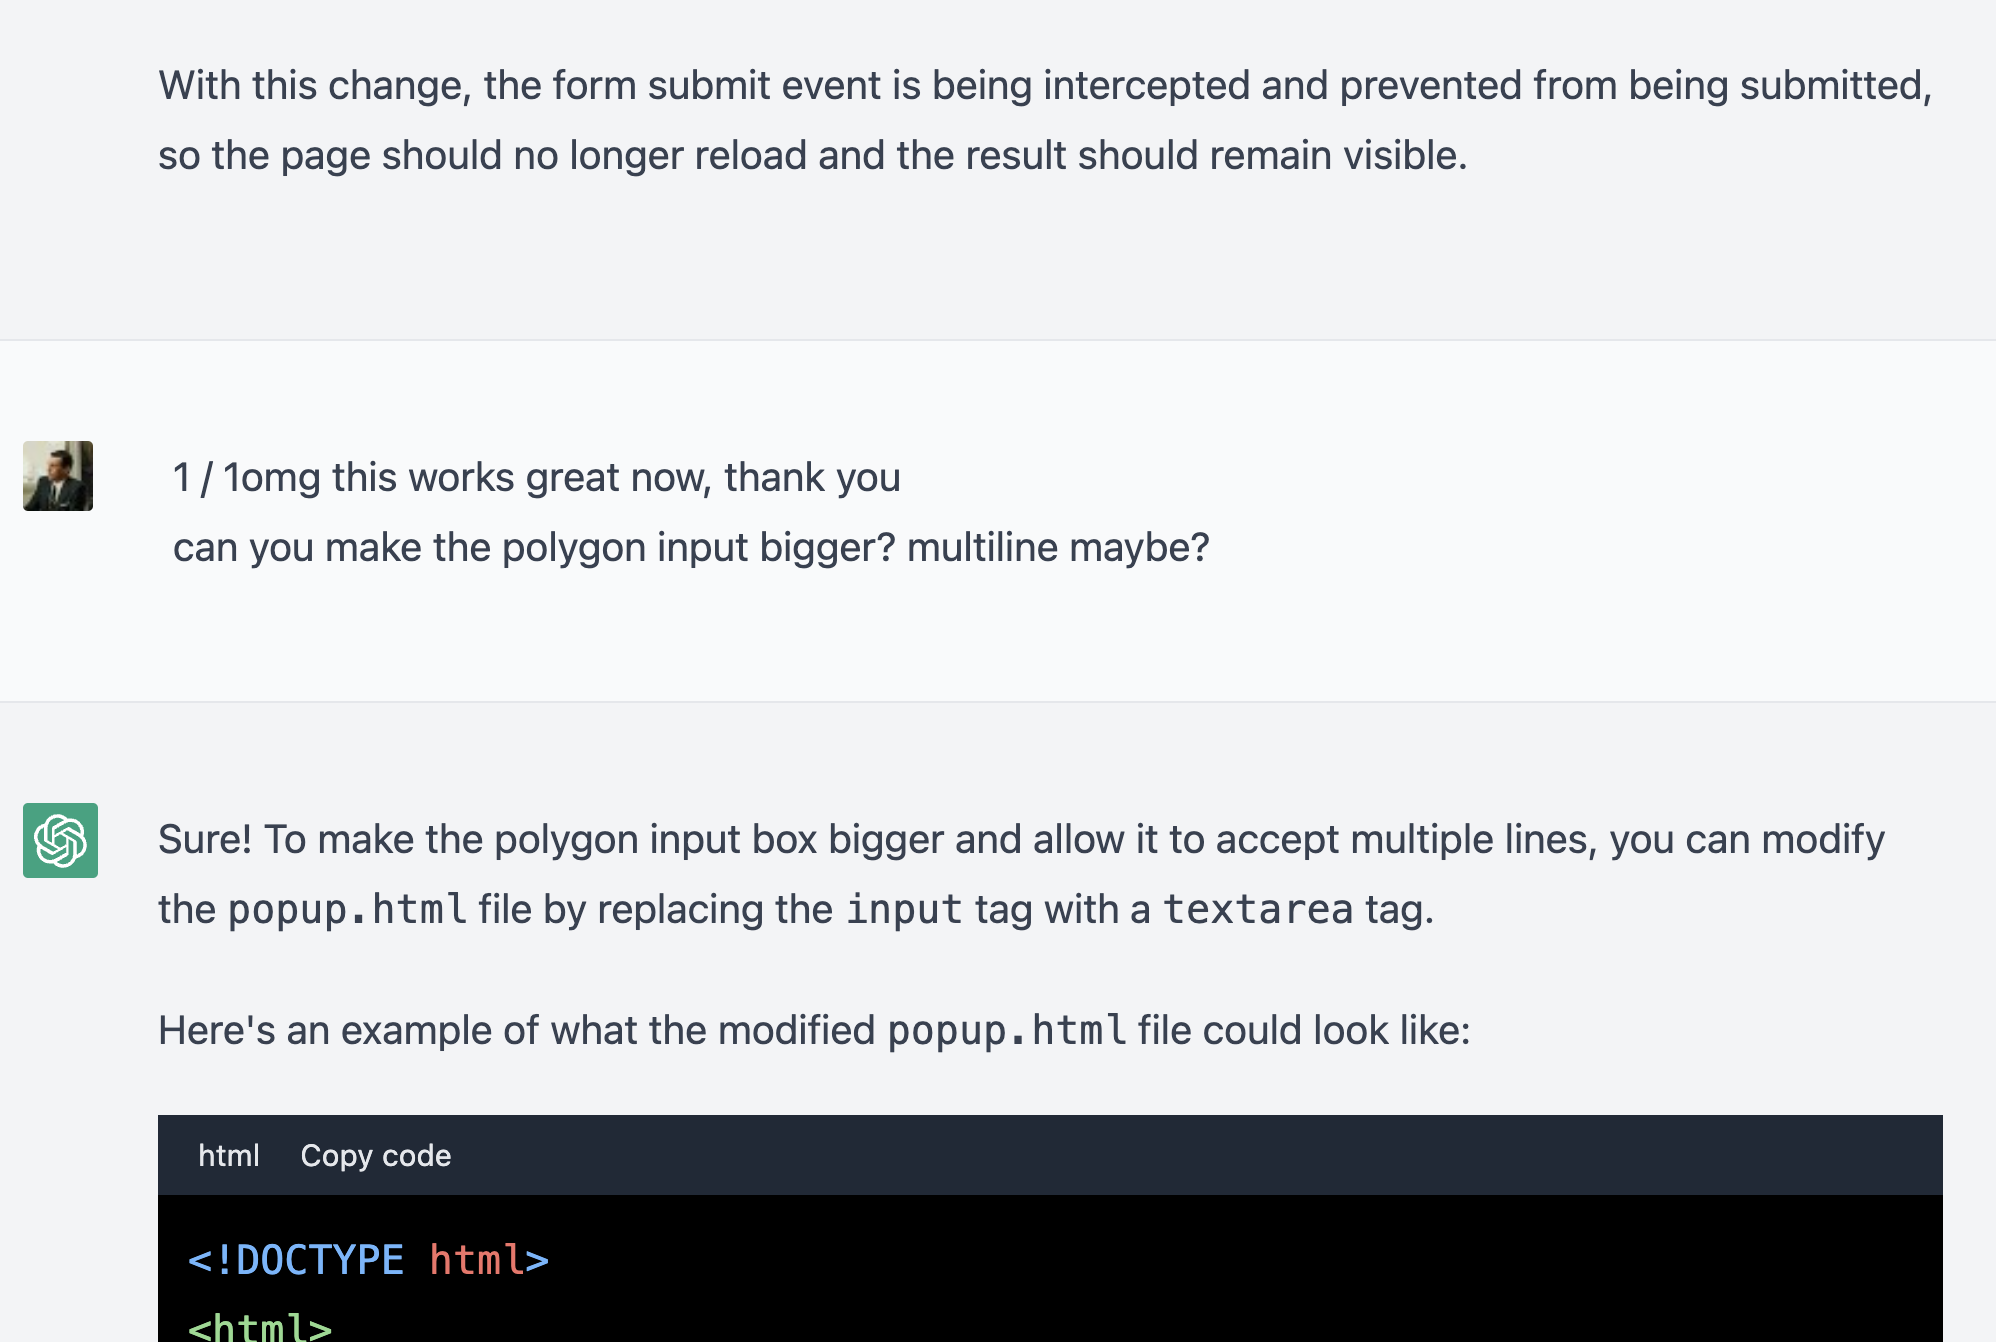 With this change, the form submit event is being intercepted and prevented from being submitted,
so the page should no longer reload and the result should remain visible.
1 / 1omg this works great now, thank you
can you make the polygon input bigger? multiline maybe?
Sure! To make the polygon input box bigger and allow it to accept multiple lines, you can modify
the popup.html file by replacing the input tag with a textarea tag.
Here's an example of what the modified popup.html file could look like:
html Copy code
<!DOCTYPE html>
<html>